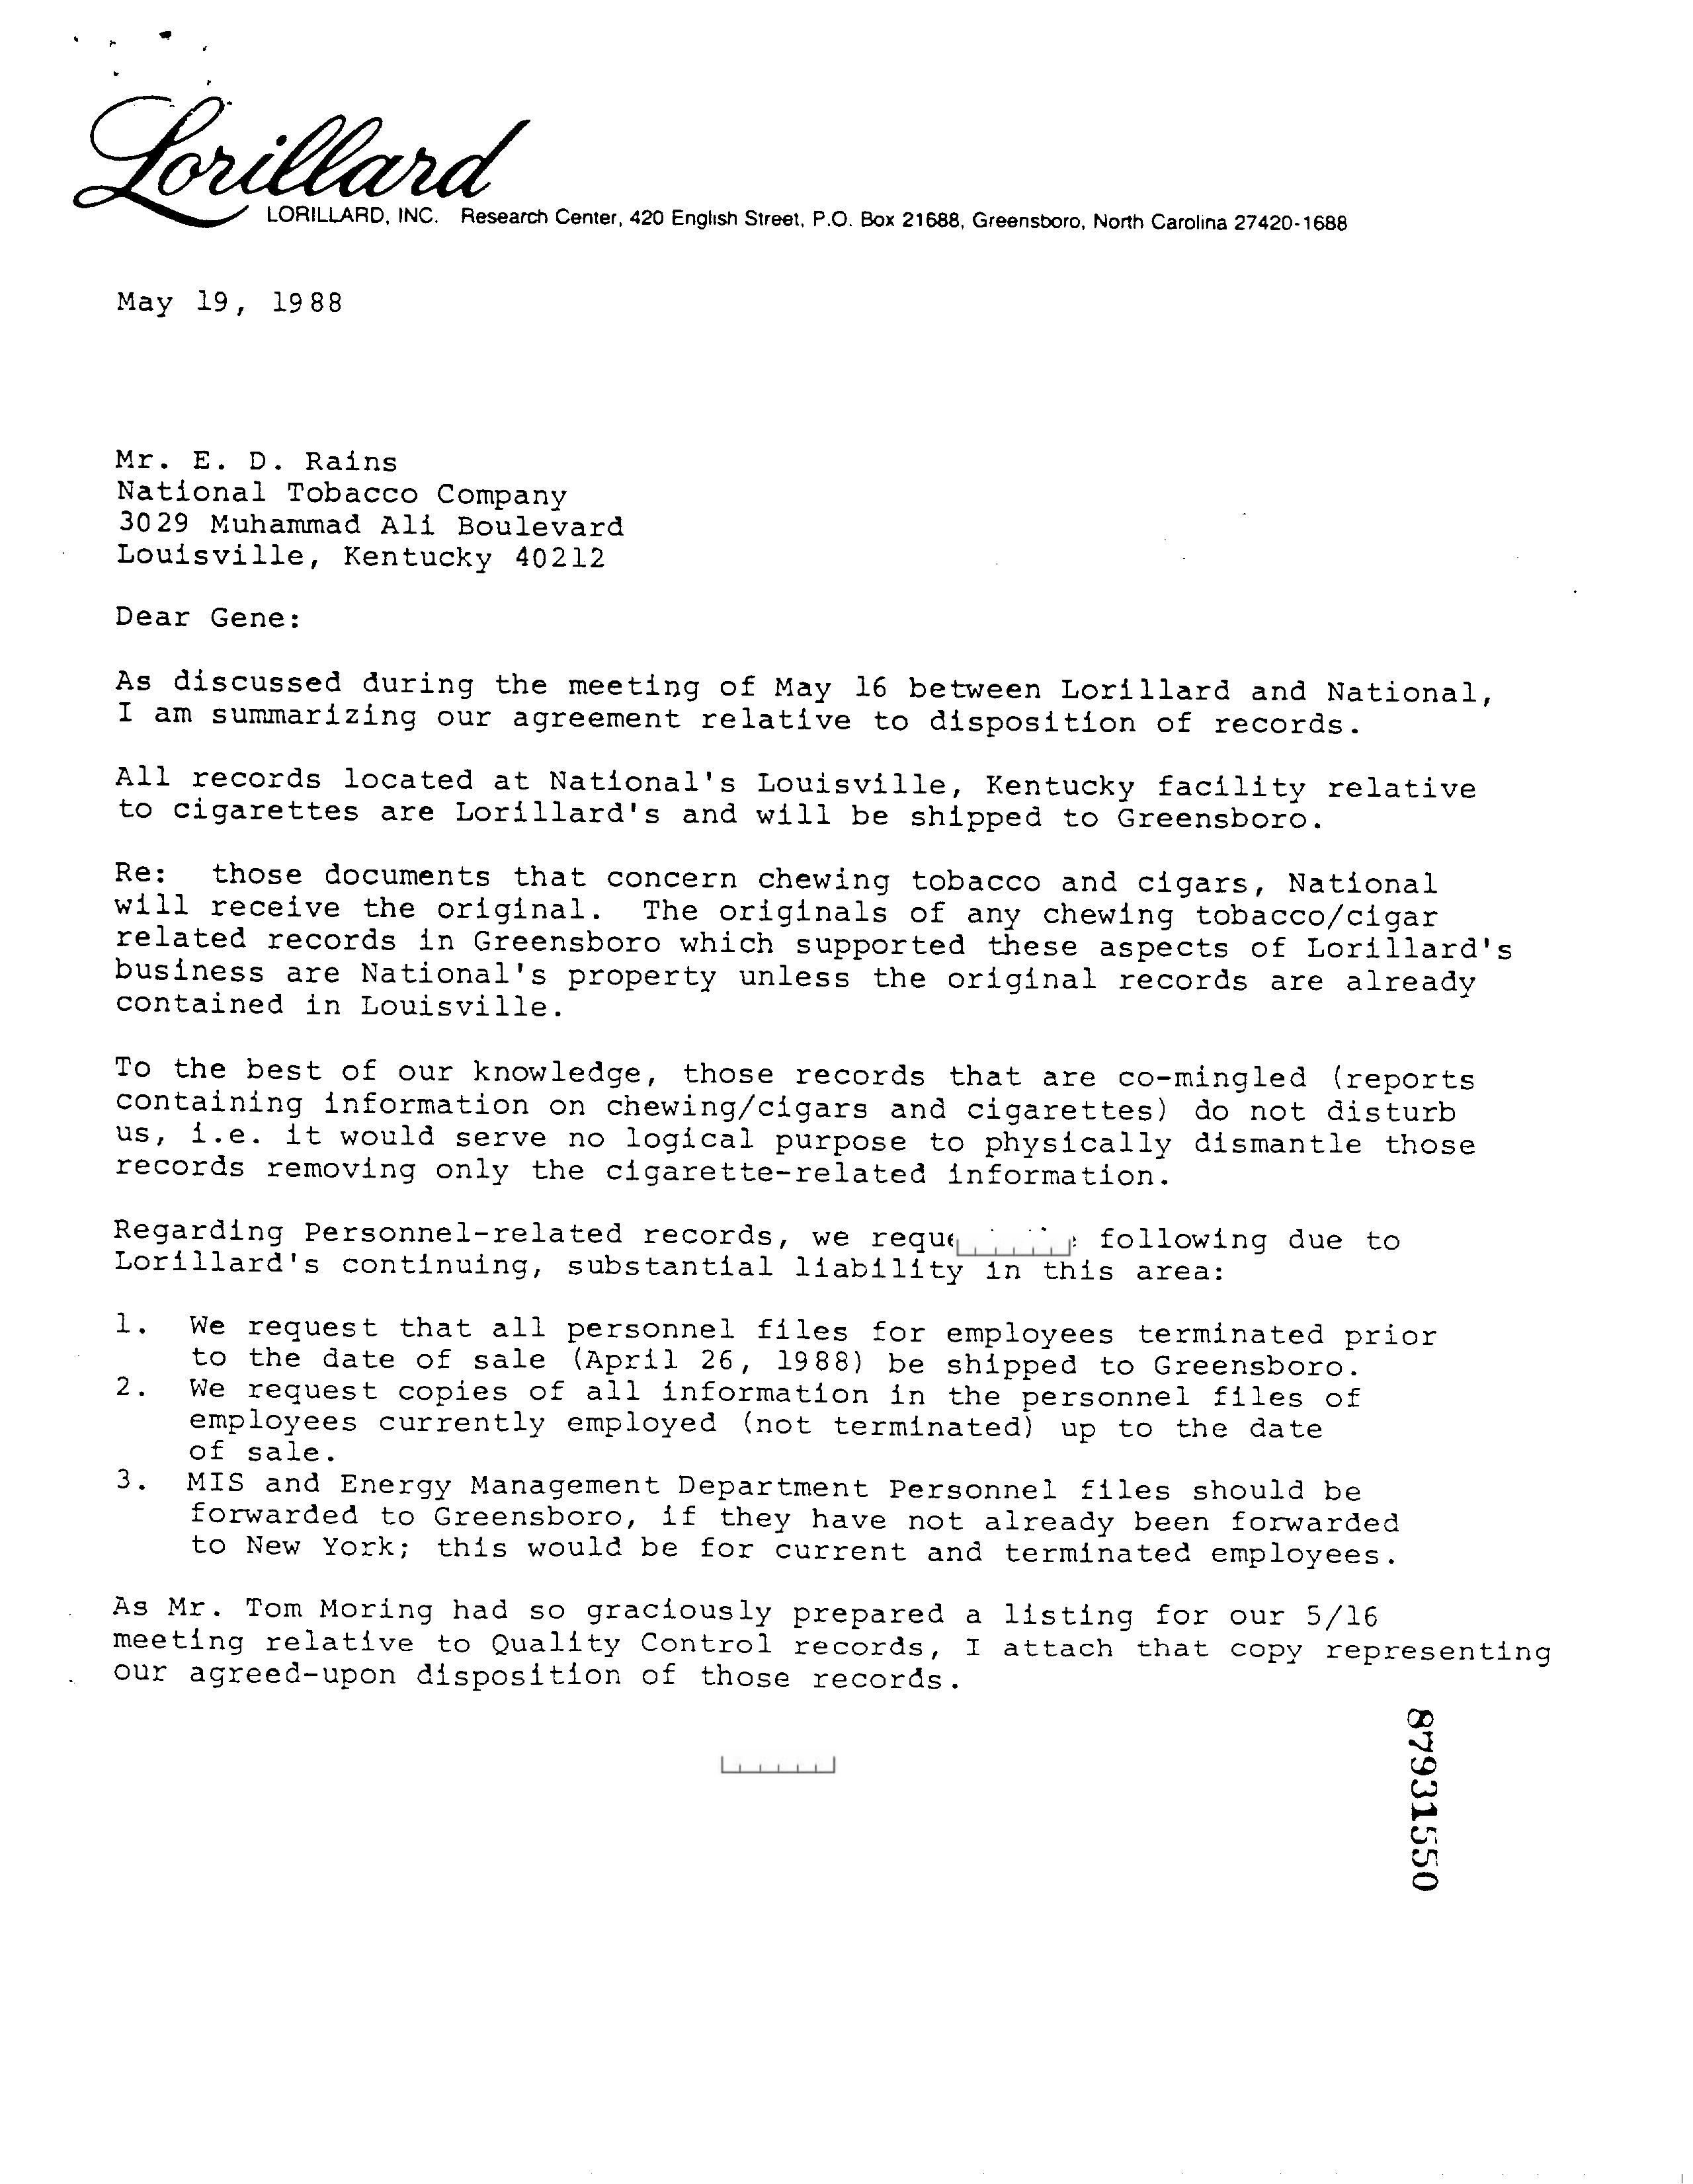 Lorillard
LORILLARD, INC. Research Center, 420 English Street, P.O. Box 21688, Greensboro, North Carolina 27420-1688
May 19, 1988
Mr. E. D. Rains
National Tobacco Company
3029 Muhammad Ali Boulevard
Louisville, Kentucky 40212
Dear Gene:
As discussed during the meeting of May 16 between Lorillard and National,
I am summarizing our agreement relative to disposition of records.
All records located at National's Louisville, Kentucky facility relative
to cigarettes are Lorillard's and will be shipped to Greensboro.
Re: those documents that concern chewing tobacco and cigars, National
will receive the original. The originals of any chewing tobacco/cigar
related records in Greensboro which supported these aspects of Lorillard's
business are National's property unless the original records are already
contained in Louisville.
To the best of our knowledge, those records that are co-mingled (reports
containing information on chewing/cigars and cigarettes) do not disturb
us, i.e. it would serve no logical purpose to physically dismantle those
records removing only the cigarette-related information.
Regarding Personnel-related records, we following due to
Lorillard's continuing, substantial liability in this area:
1. We request that all personnel files for employees terminated prior
to the date of sale (April 26, 1988) be shipped to Greensboro.
2. We request copies of all information in the personnel files of
employees currently employed (not terminated) up to the date
of sale.
3. MIS and Energy Management Department Personnel files should be
forwarded to Greensboro, if they have not already been forwarded
to New York; this would be for current and terminated employees.
As Mr. Tom Moring had so graciously prepared a listing for our 5/16
meeting relative to Quality Control records, I attach that copy representing
our agreed-upon disposition of those records.
87931550